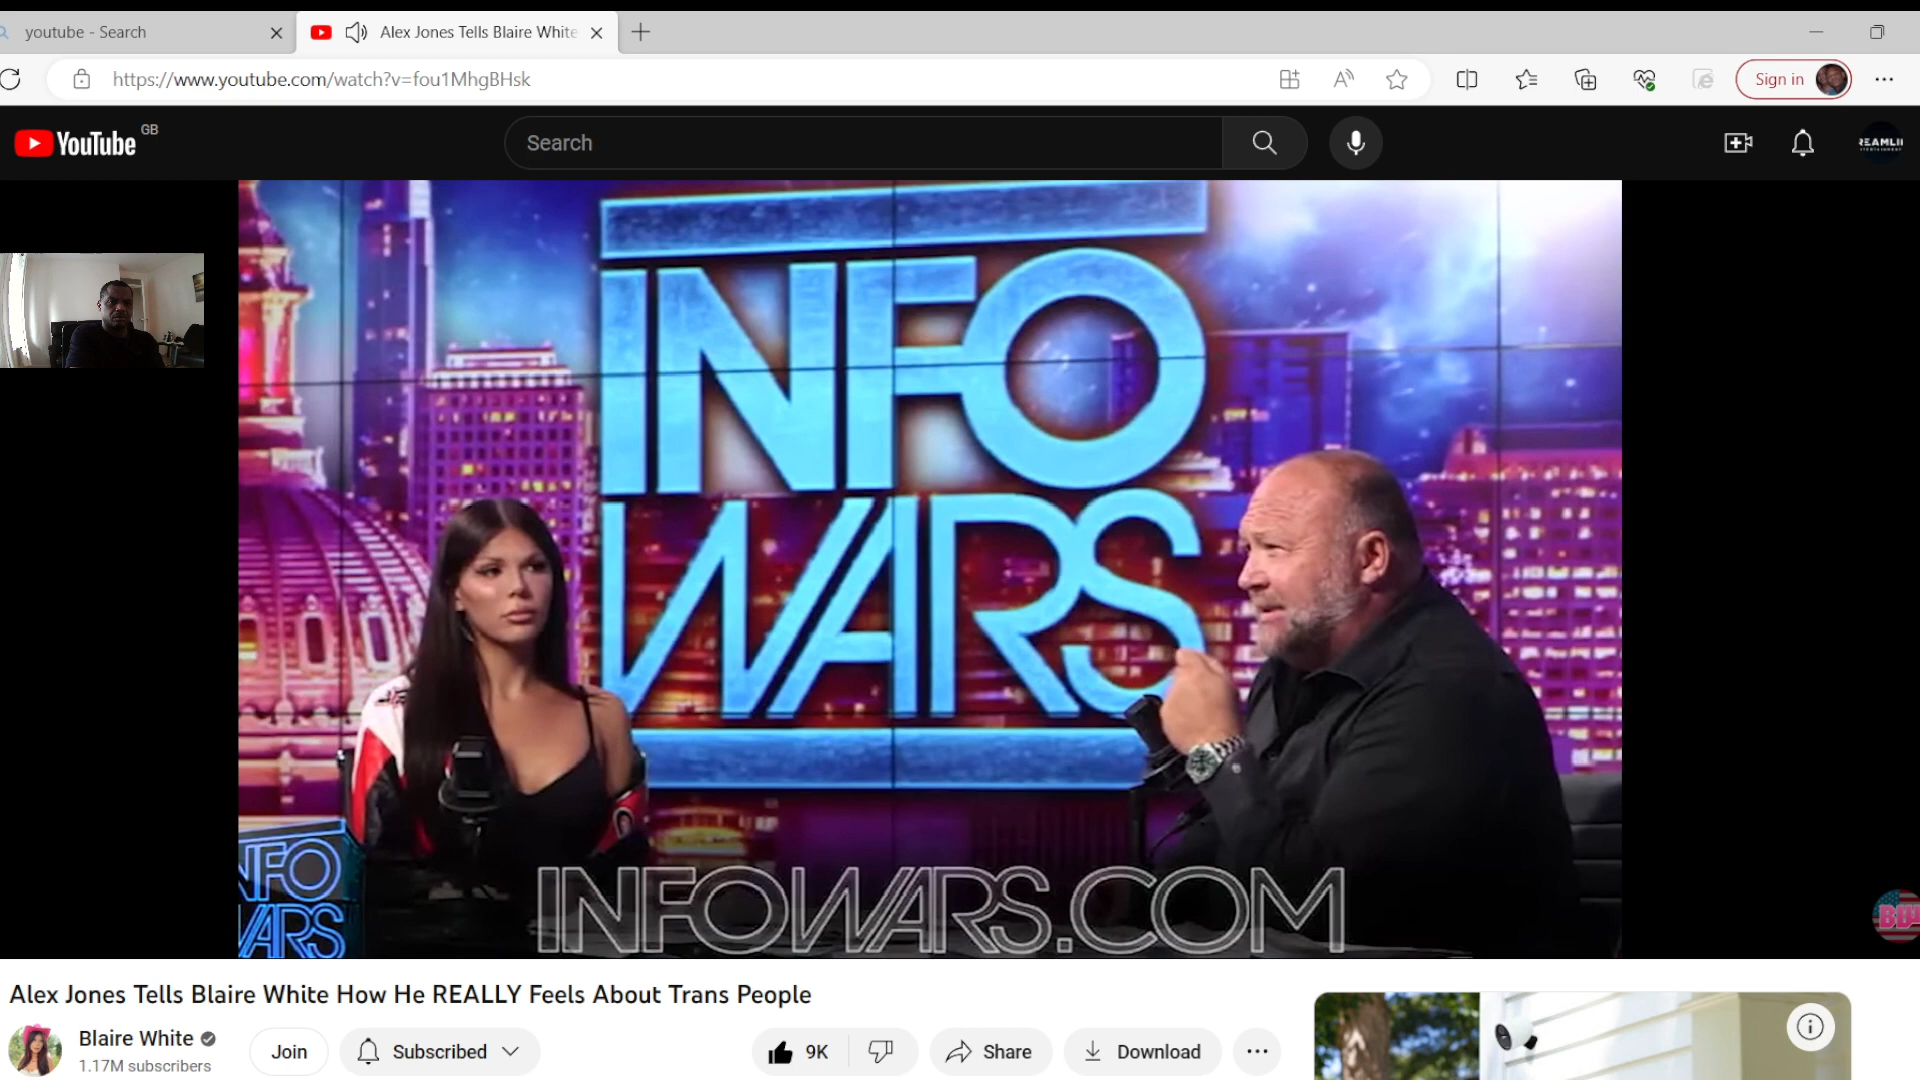 youtube - Search
Alex Jones Tells Blaire White
https://www.youtube.com/watch?v=fou1MhgBHsk
Sign in
YouTube GB
Search
INFO
WARS
NFO
WARS
INFOWARS.COM
BW
Alex Jones Tells Blaire White How He REALLY Feels About Trans People
Blaire White
1.17M subscribers
Join
Subscribed
9K
Share
Download